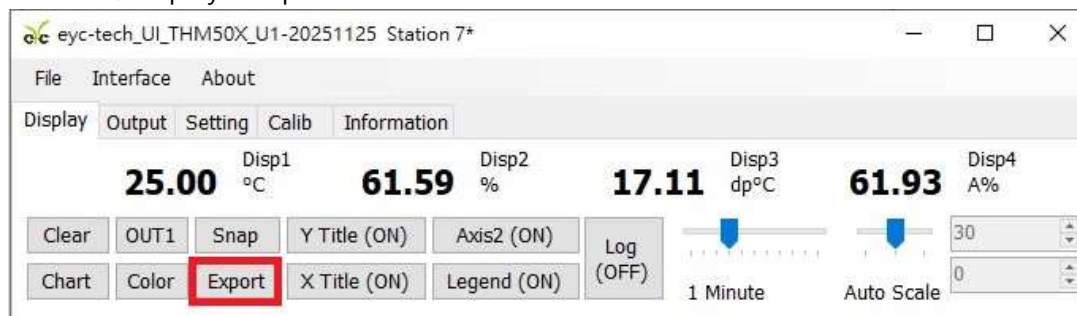 eyc-tech_UI_THM50X_U1-20251125 Station 7*
File Interface About
Display Output Setting Calib Information
25.00 Disp1 °C 61.59 Disp2 % 17.11 Disp3 dp°C 61.93 Disp4 A%
Clear OUT1 Snap Y Title (ON) Axis2 (ON) Log (OFF) 30
Chart Color Export X Title (ON) Legend (ON) 1 Minute Auto Scale 0